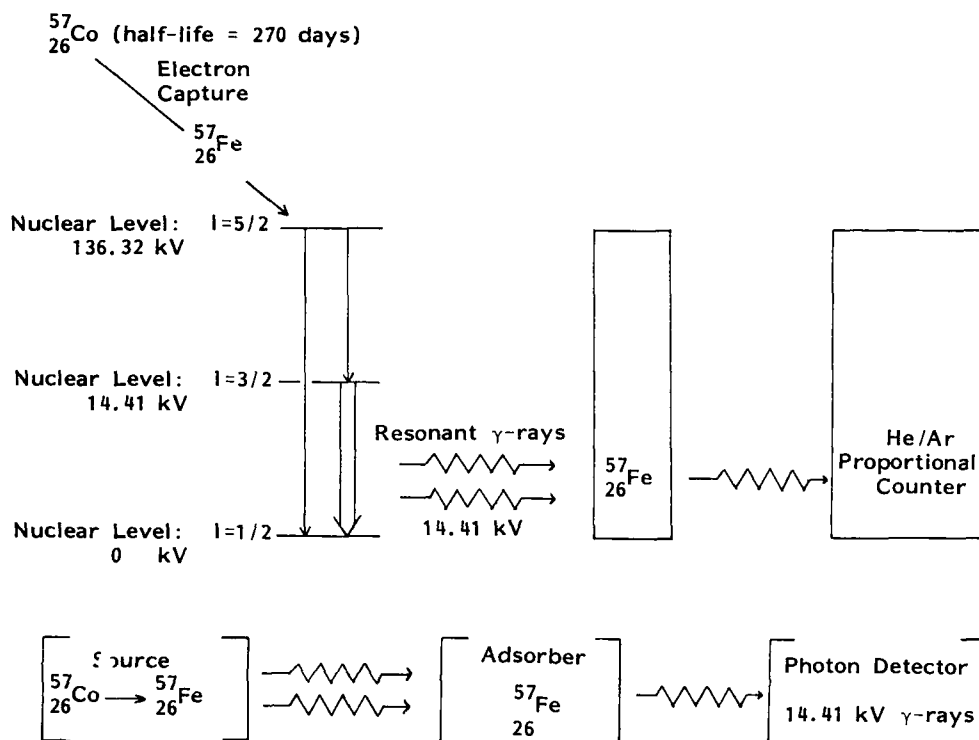 57
26Co (half-life = 270 days)
Electron
Capture
57
26Fe
Nuclear Level: I=5/2
136.32 kV
Nuclear Level: I=3/2
14.41 kV
Resonant γ-rays
14.41 kV
57
26Fe
He/Ar
Proportional
Counter
Nuclear Level: I=1/2
0 kV
Source
57
26Co 57
26Fe
Adsorber
57
Fe
26
Photon Detector
14.41 kV γ-rays